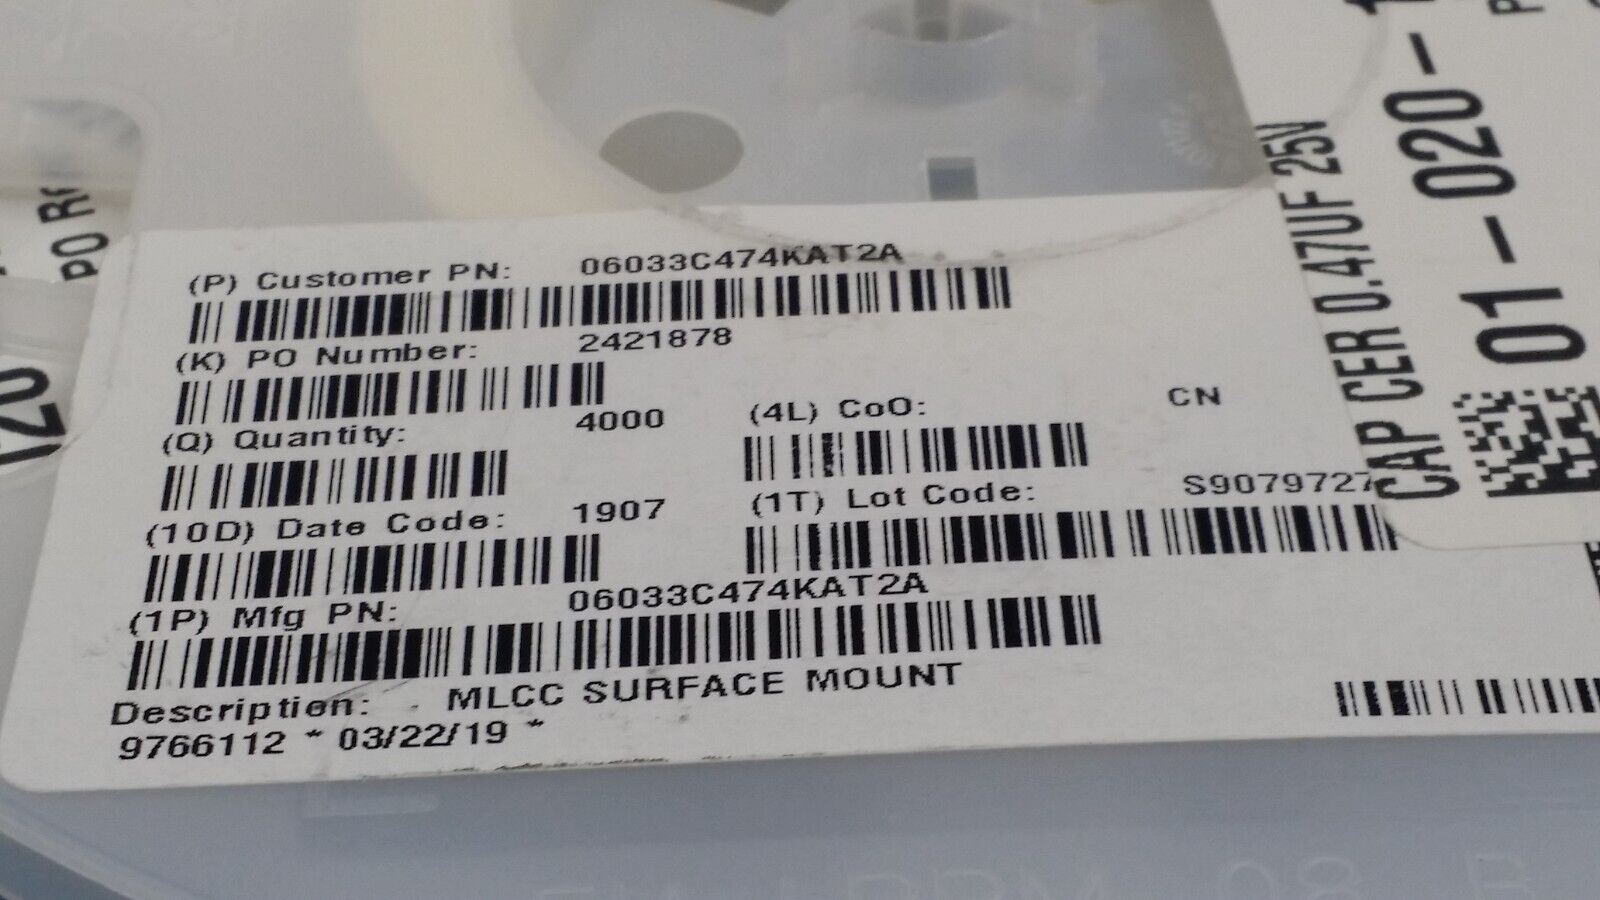 (P) Customer PN: 06033C474KAT2A
(K) PO Number: 2421878
(Q) Quantity: 4000
(4L) CoO: CN
(10D) Date Code: 1907
(1T) Lot Code: S9079727
(1P) Mfg PN: 06033C474KAT2A
Description: MLCC SURFACE MOUNT
9766112 * 03/22/19 *
CAP CER 0.47UF 25V
01-020-1
PO